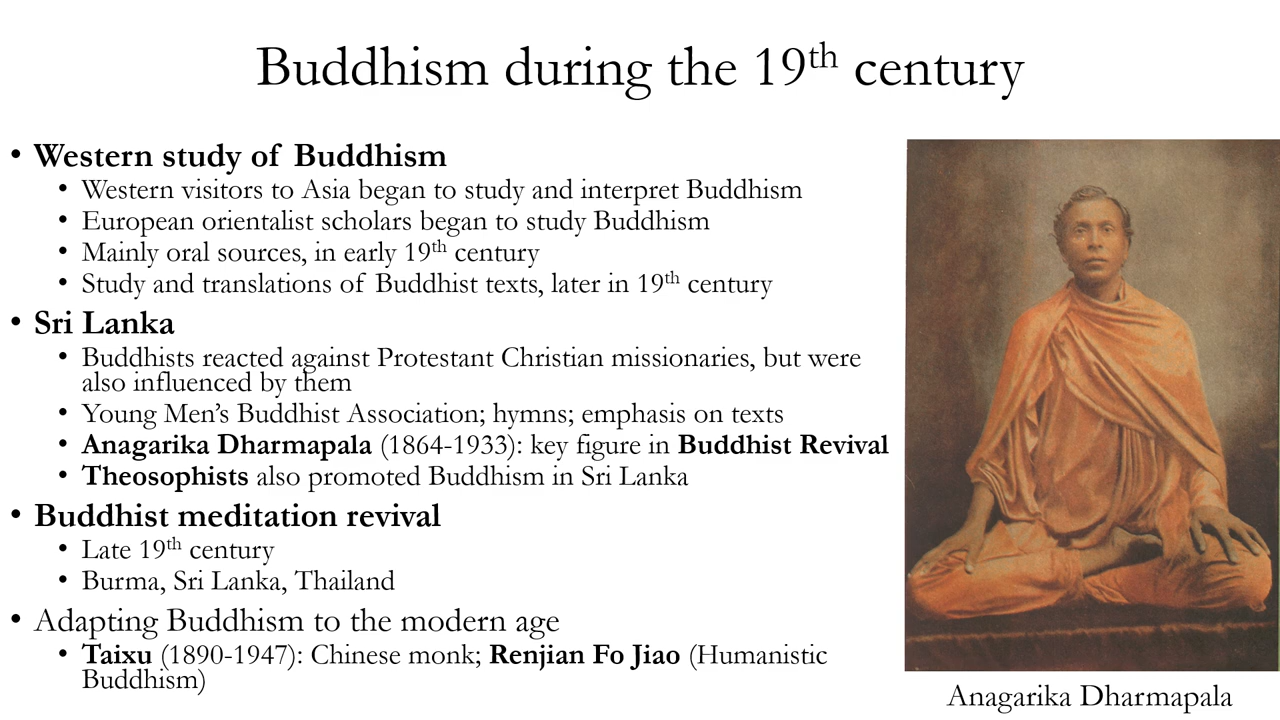 Buddhism during the 19th century
• Western study of Buddhism
• Western visitors to Asia began to study and interpret Buddhism
• European orientalist scholars began to study Buddhism
• Mainly oral sources, in early 19th century
• Study and translations of Buddhist texts, later in 19th century
• Sri Lanka
• Buddhists reacted against Protestant Christian missionaries, but were
also influenced by them
• Young Men’s Buddhist Association; hymns; emphasis on texts
• Anagarika Dharmapala (1864-1933): key figure in Buddhist Revival
• Theosophists also promoted Buddhism in Sri Lanka
• Buddhist meditation revival
• Late 19th century
• Burma, Sri Lanka, Thailand
• Adapting Buddhism to the modern age
• Taixu (1890-1947): Chinese monk; Renjian Fo Jiao (Humanistic
Buddhism)
Anagarika Dharmapala